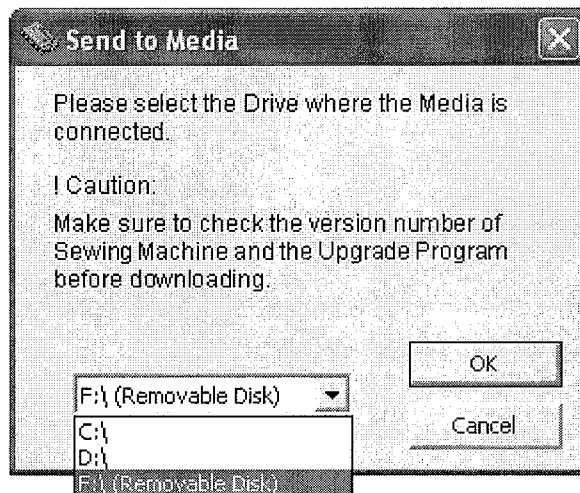 Send to Media
Please select the Drive where the Media is
connected.
! Caution:
Make sure to check the version number of
Sewing Machine and the Upgrade Program
before downloading.
OK
F:\ (Removable Disk)
Cancel
C:\
D:\
F:\ (Removable Disk)